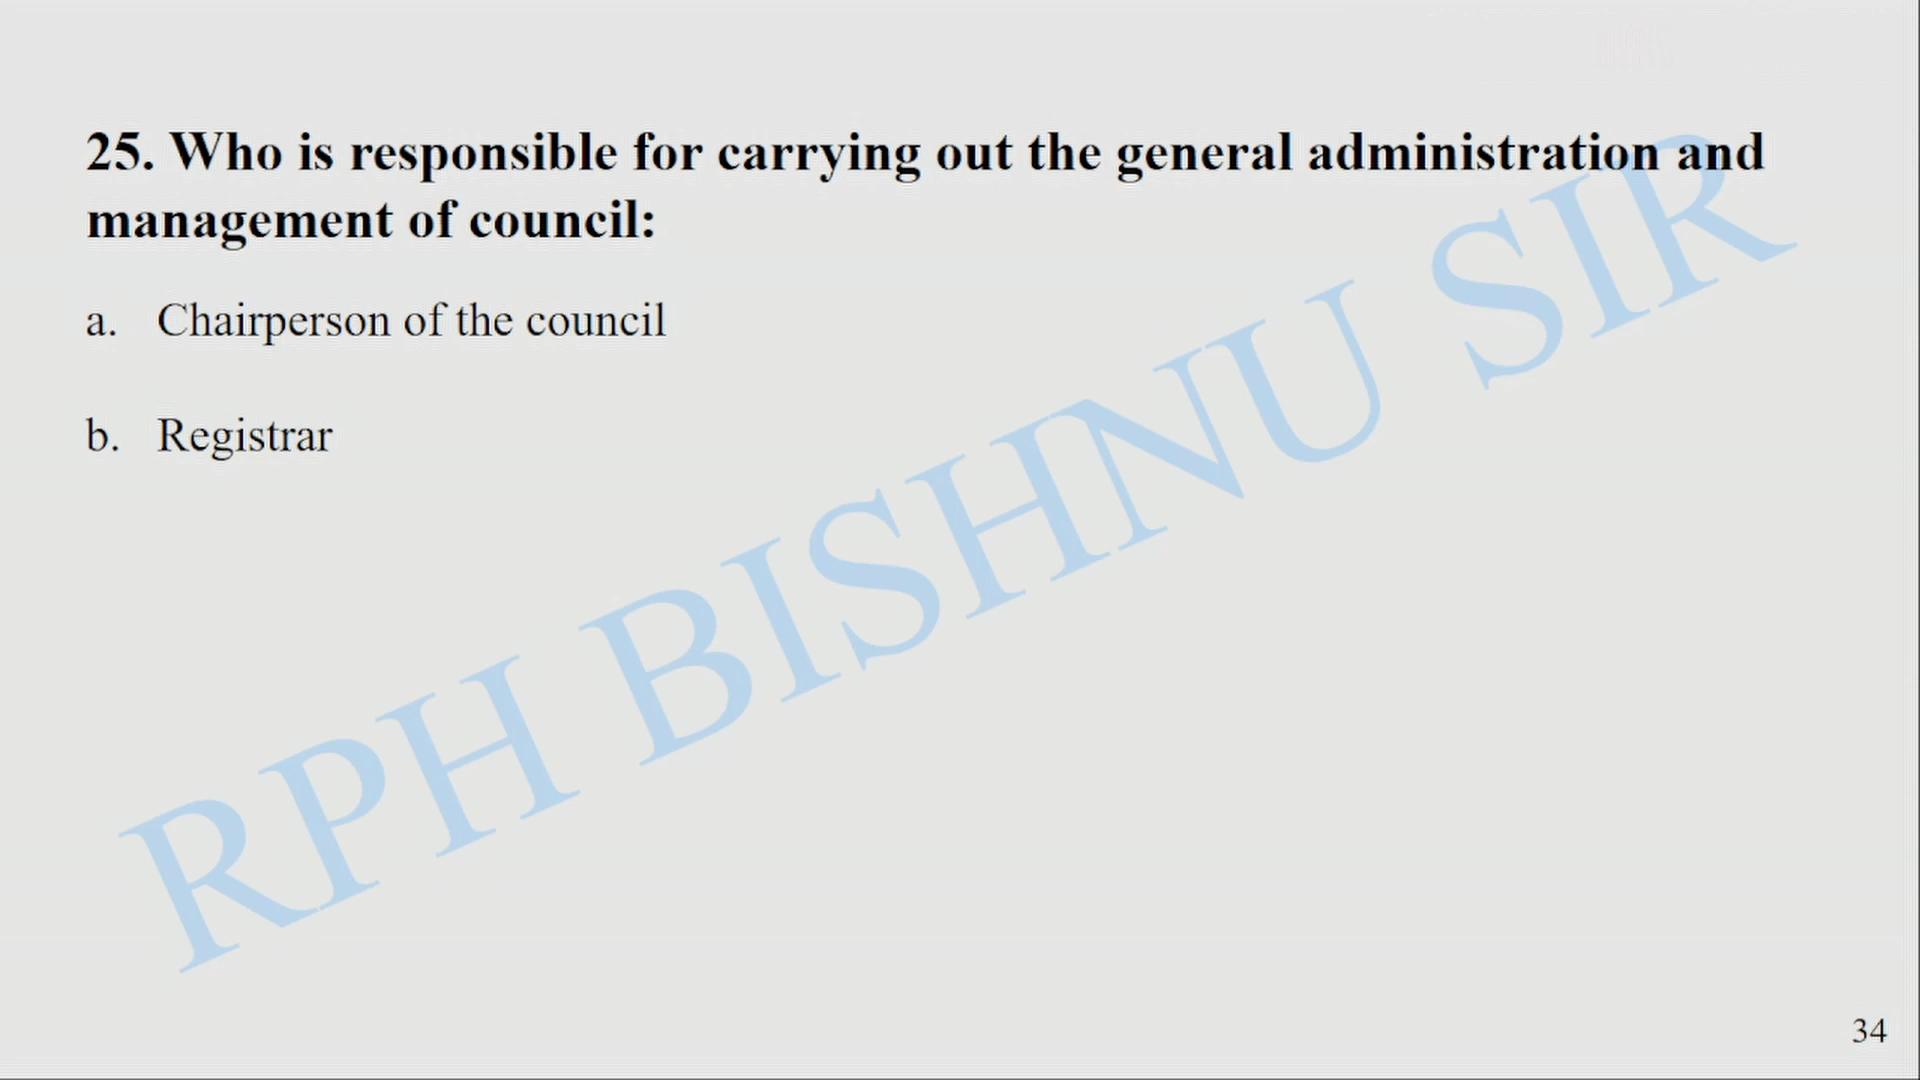 25. Who is responsible for carrying out the general administration and
management of council:
a. Chairperson of the council
b. Registrar
RPH BISHNU SIR
34